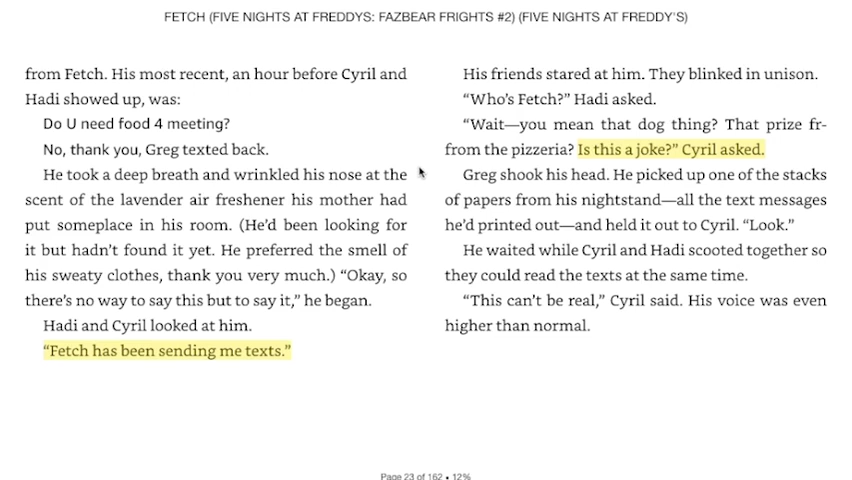 FETCH (FIVE NIGHTS AT FREDDYS: FAZBEAR FRIGHTS #2) (FIVE NIGHTS AT FREDDY'S)
from Fetch. His most recent, an hour before Cyril and
Hadi showed up, was:
Do U need food 4 meeting?
No, thank you, Greg texted back.
He took a deep breath and wrinkled his nose at the
scent of the lavender air freshener his mother had
put someplace in his room. (He’d been looking for
it but hadn’t found it yet. He preferred the smell of
his sweaty clothes, thank you very much.) “Okay, so
there’s no way to say this but to say it,” he began.
Hadi and Cyril looked at him.
“Fetch has been sending me texts.”
His friends stared at him. They blinked in unison.
“Who’s Fetch?” Hadi asked.
“Wait—you mean that dog thing? That prize fr-
from the pizzeria? Is this a joke?” Cyril asked.
Greg shook his head. He picked up one of the stacks
of papers from his nightstand—all the text messages
he’d printed out—and held it out to Cyril. “Look.”
He waited while Cyril and Hadi scooted together so
they could read the texts at the same time.
“This can’t be real,” Cyril said. His voice was even
higher than normal.
Page 23 of 162 • 12%